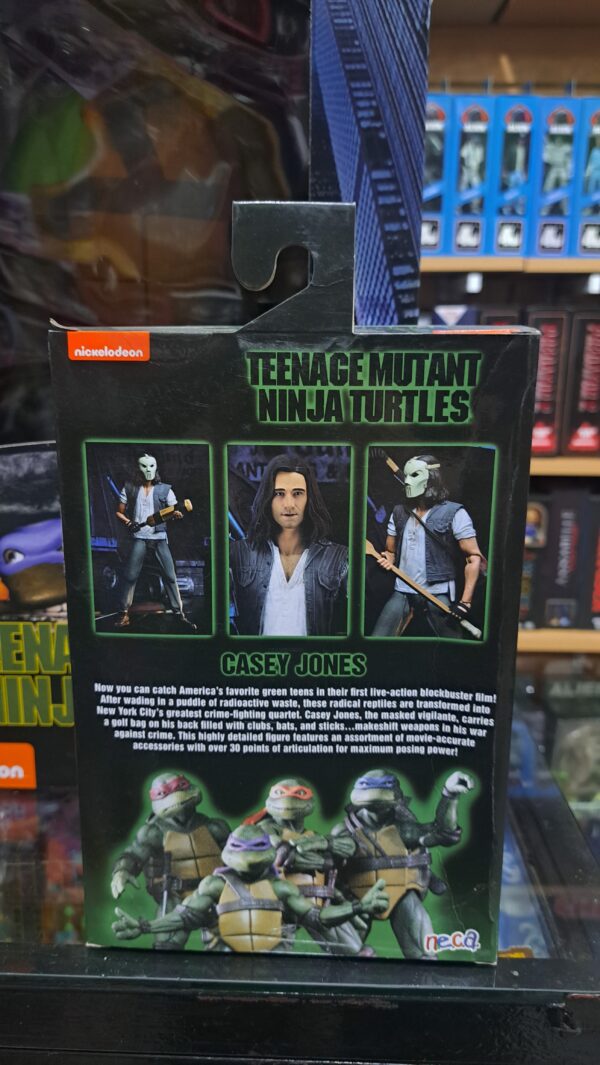 nickelodeon
TEENAGE MUTANT
NINJA TURTLES
CASEY JONES
Now you can catch America's favorite green teens in their first live-action blockbuster film!
After wading in a puddle of radioactive waste, these radical reptiles are transformed into
New York City's greatest crime-fighting quartet. Casey Jones, the masked vigilante, carries
a golf bag on his back filled with clubs, bats, and sticks...makeshift weapons in his war
against crime. This highly detailed figure features an assortment of movie-accurate
accessories with over 30 points of articulation for maximum posing power!
neca
ENA
INJ
on